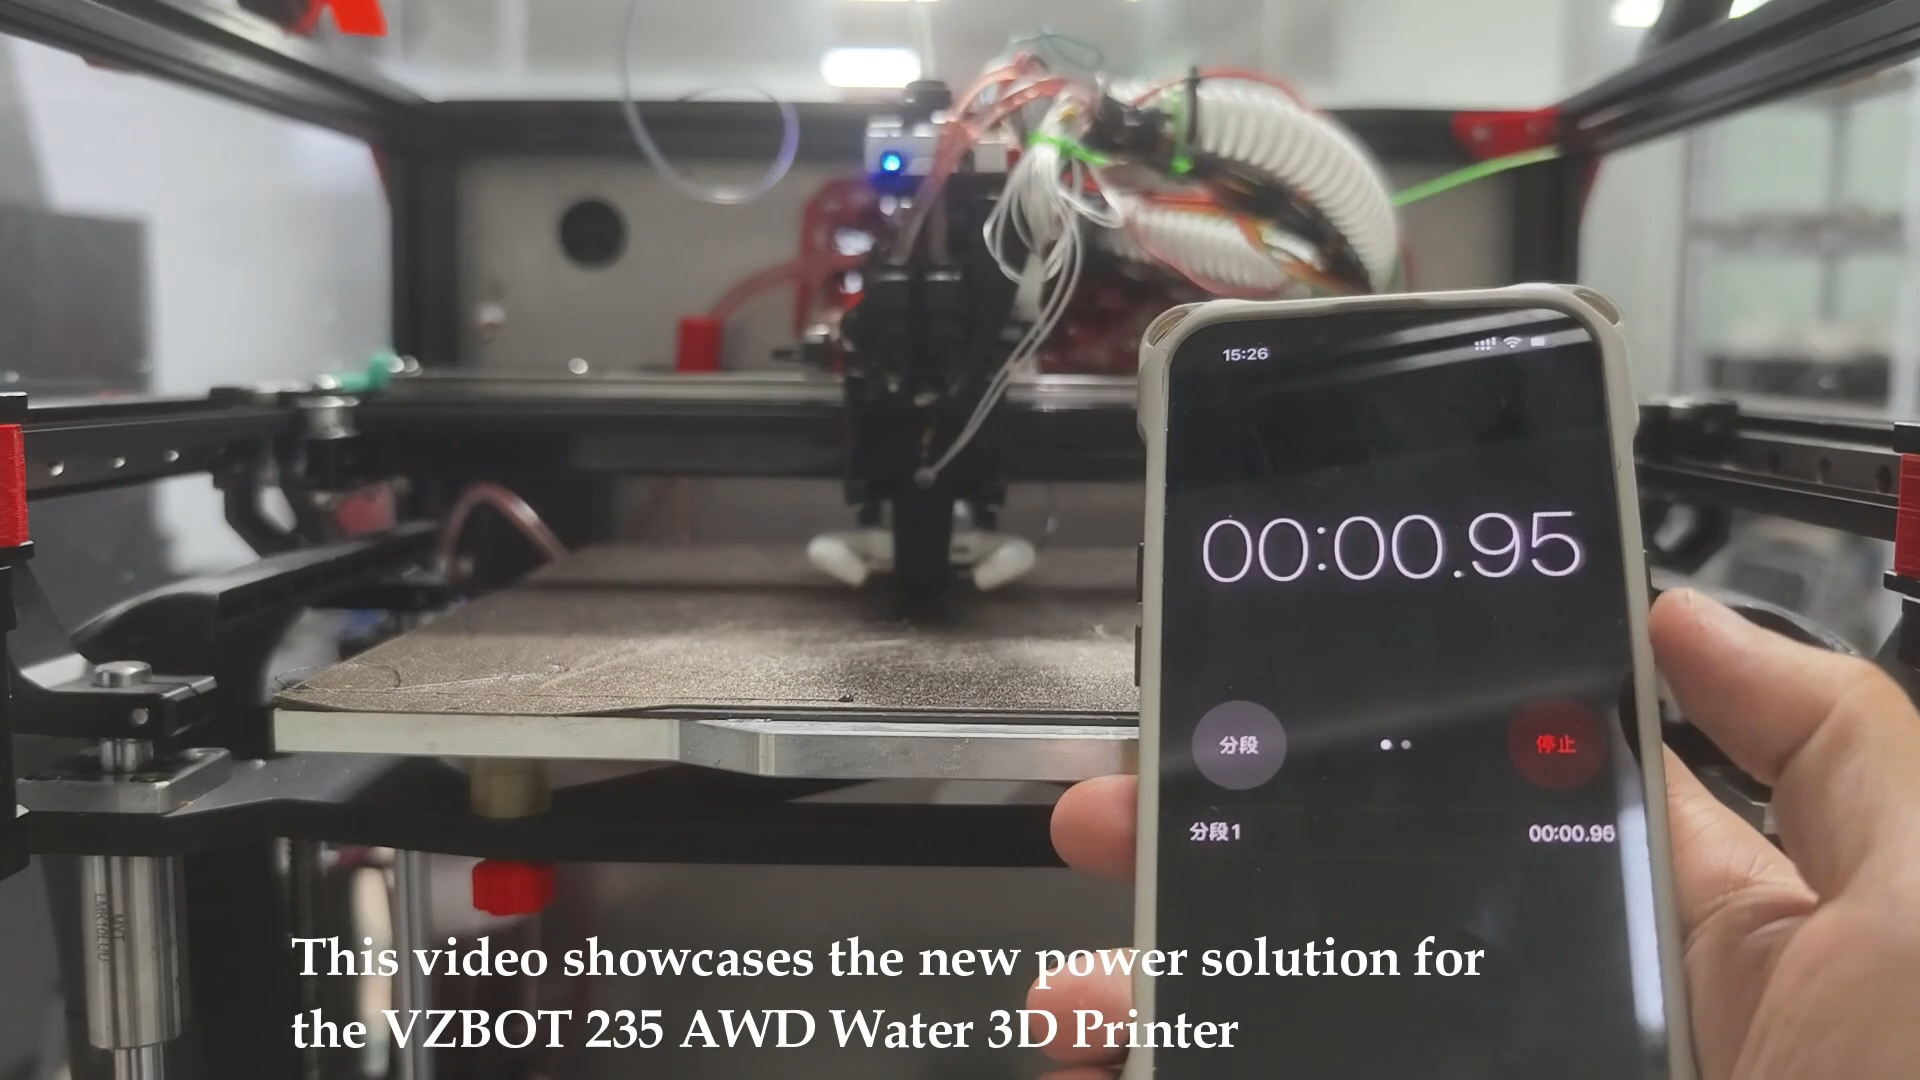 15:26
00:00.95
分段
停止
分段1
00:00.96
This video showcases the new power solution for
the VZBOT 235 AWD Water 3D Printer